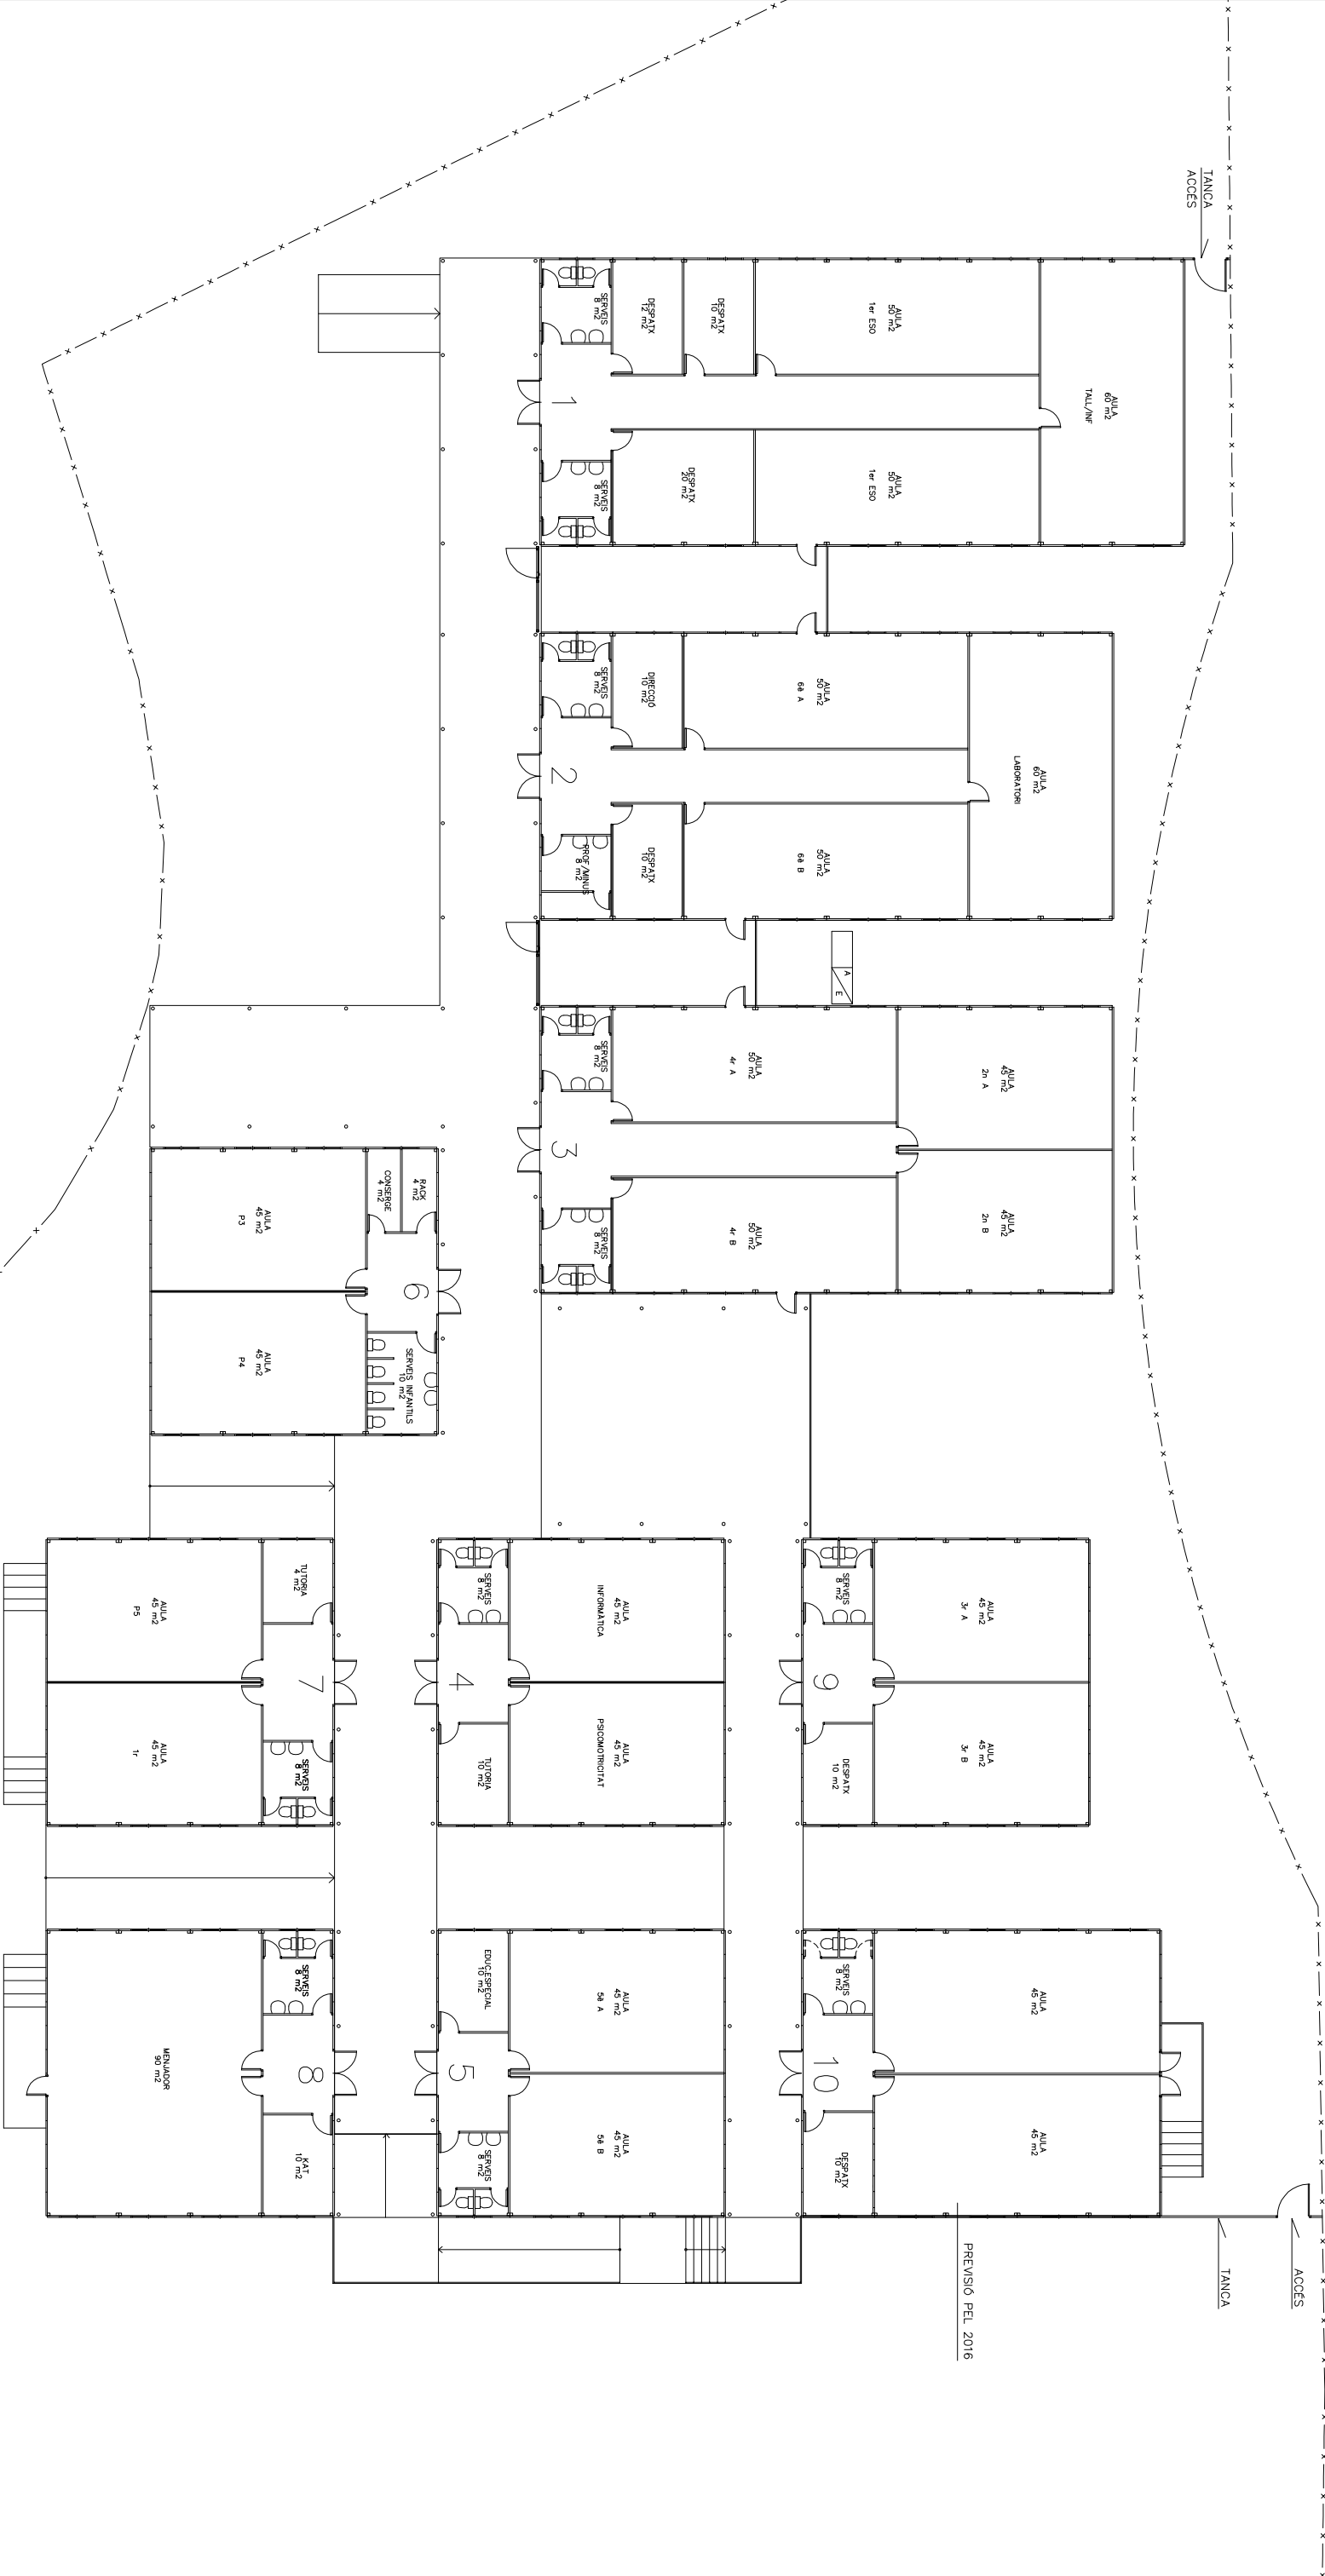 TANCA
ACCÉS
AULA
60 m2
TALL/INF
AULA
50 m2
1er ESO
DESPATX
10 m2
DESPATX
12 m2
SERVEIS
8 m2
1
AULA
50 m2
1er ESO
DESPATX
20 m2
SERVEIS
8 m2
AULA
60 m2
LABORATORI
AULA
50 m2
6è A
DIRECCIÓ
10 m2
SERVEIS
8 m2
2
AULA
50 m2
6è B
DESPATX
10 m2
PROF/MINUS
8 m2
A
E
AULA
45 m2
2n A
AULA
50 m2
4r A
SERVEIS
8 m2
3
AULA
45 m2
2n B
AULA
50 m2
4r B
SERVEIS
8 m2
RACK
4 m2
CONSERGE
4 m2
AULA
45 m2
P3
6
SERVEIS INFANTILS
10 m2
AULA
45 m2
P4
AULA
45 m2
3r A
SERVEIS
8 m2
9
AULA
45 m2
3r B
DESPATX
10 m2
AULA
45 m2
INFORMÀTICA
SERVEIS
8 m2
4
AULA
45 m2
PSICOMOTRICITAT
TUTORIA
10 m2
TUTORIA
4 m2
AULA
45 m2
P5
7
SERVEIS
8 m2
AULA
45 m2
1r
AULA
45 m2
SERVEIS
8 m2
10
AULA
45 m2
DESPATX
10 m2
AULA
45 m2
5è A
EDUC.ESPECIAL
10 m2
5
AULA
45 m2
5è B
SERVEIS
8 m2
SERVEIS
8 m2
8
MENJADOR
90 m2
KAT
10 m2
ACCÉS
TANCA
PREVISIÓ PEL 2016